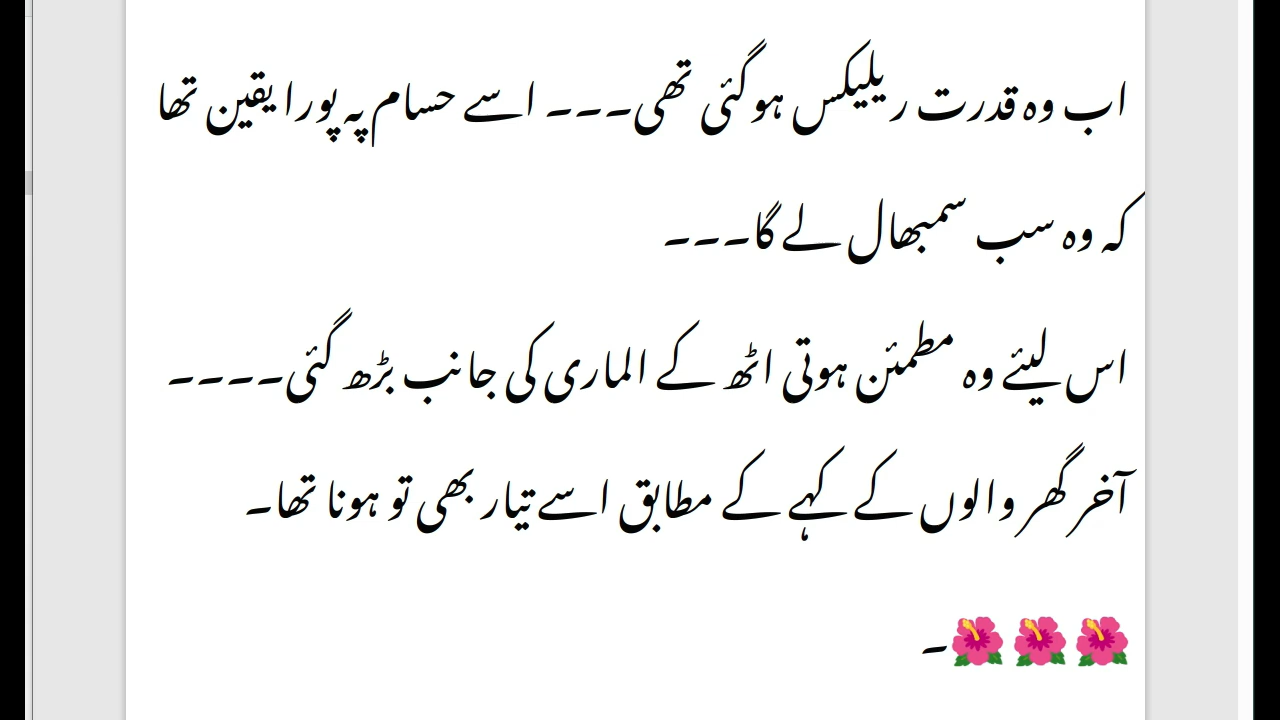 اب وہ قدرت ریلیکس ہوگئی تھی۔۔۔ اسے حسام پہ پورا یقین تھا
کہ وہ سب سمبھال لے گا۔۔۔
اس لیئے وہ مطمئن ہوتی اٹھ کے الماری کی جانب بڑھ گئی۔۔۔۔
آخر گھر والوں کے کہے کے مطابق اسے تیار بھی تو ہونا تھا۔
🌺🌺🌺۔